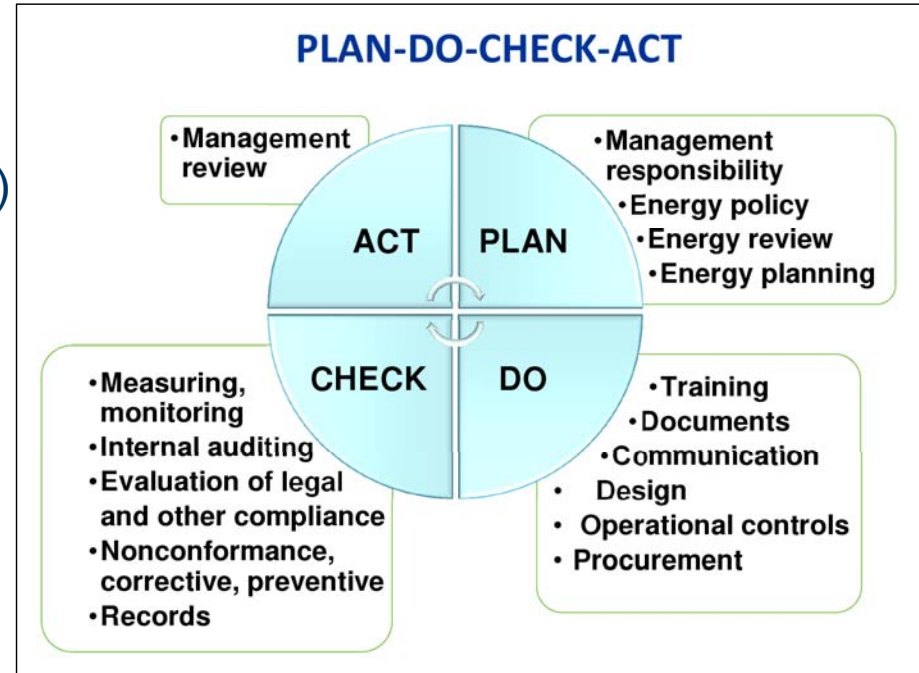 PLAN-DO-CHECK-ACT
•Management
review
ACT
PLAN
•Management
responsibility
•Energy policy
•Energy review
•Energy planning
CHECK
DO
•Measuring,
monitoring
•Internal auditing
•Evaluation of legal
and other compliance
•Nonconformance,
corrective, preventive
•Records
•Training
•Documents
•Communication
• Design
• Operational controls
• Procurement
)